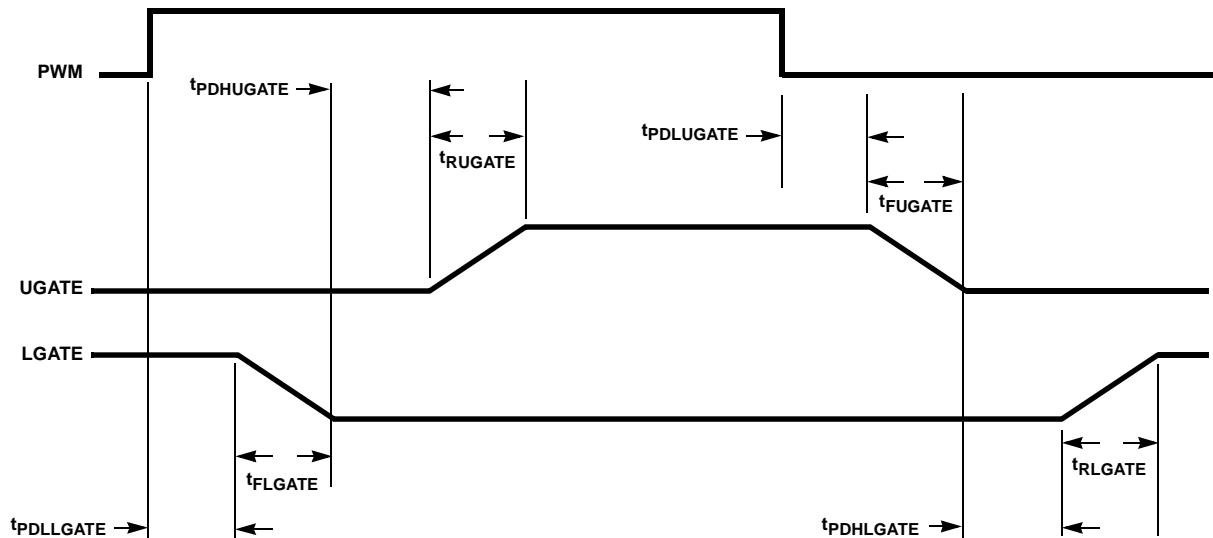 PWM
tPDHUGATE
tRUGATE
tPDLUGATE
tFUGATE
UGATE
LGATE
tFLGATE
tRLGATE
tPDLLGATE
tPDHLGATE